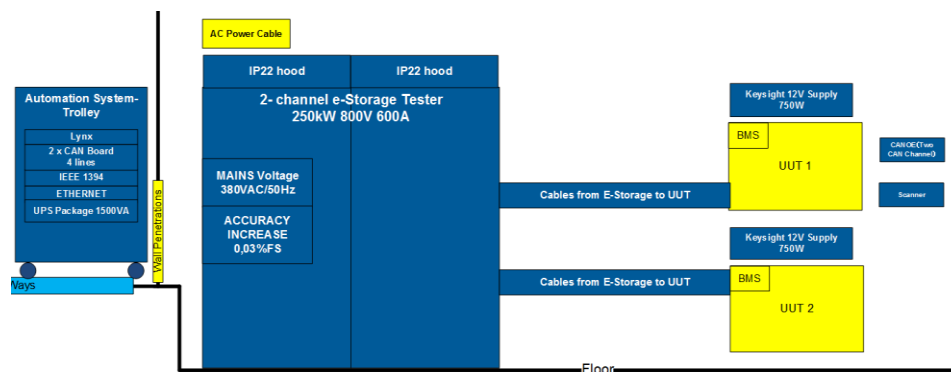 AC Power Cable
IP22 hood
IP22 hood
2- channel e-Storage Tester
250kW 800V 600A
Automation System-
Trolley
Lynx
2 x CAN Board
4 lines
IEEE 1394
ETHERNET
UPS Package 1500VA
Ways
Wall Penetrations
MAINS Voltage
380VAC/50Hz
ACCURACY
INCREASE
0,03%FS
Cables from E-Storage to UUT
Keysight 12V Supply
750W
BMS
UUT 1
CANOE(Two
CAN Channel)
Scanner
Cables from E-Storage to UUT
Keysight 12V Supply
750W
BMS
UUT 2
Floor